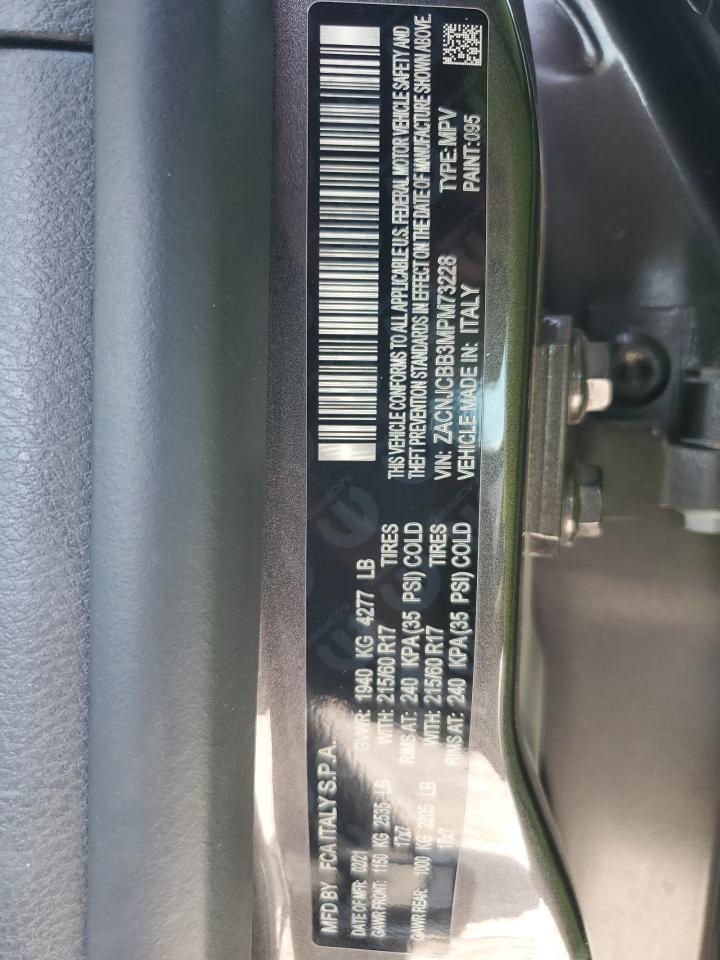 MFD BY FCA ITALY S.P.A.
DATE OF MFR: 02/21 GVWR: 1940 KG 4277 LB
GAWR FRONT: 1150 KG 2535 LB WITH: 215/60 R17 TIRES
17x7 RIMS AT: 240 KPA(35 PSI) COLD
GAWR REAR: 1000 KG 2205 LB WITH: 215/60 R17 TIRES
17x7 RIMS AT: 240 KPA(35 PSI) COLD
THIS VEHICLE CONFORMS TO ALL APPLICABLE U.S. FEDERAL MOTOR VEHICLE SAFETY AND
THEFT PREVENTION STANDARDS IN EFFECT ON THE DATE OF MANUFACTURE SHOWN ABOVE.
VIN: ZACNJCBB3MPM73228 TYPE: MPV
VEHICLE MADE IN: ITALY PAINT: 095